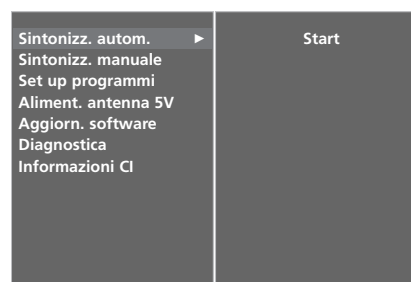 Sintonizz. autom. ►
Start
Sintonizz. manuale
Set up programmi
Aliment. antenna 5V
Aggiorn. software
Diagnostica
Informazioni CI